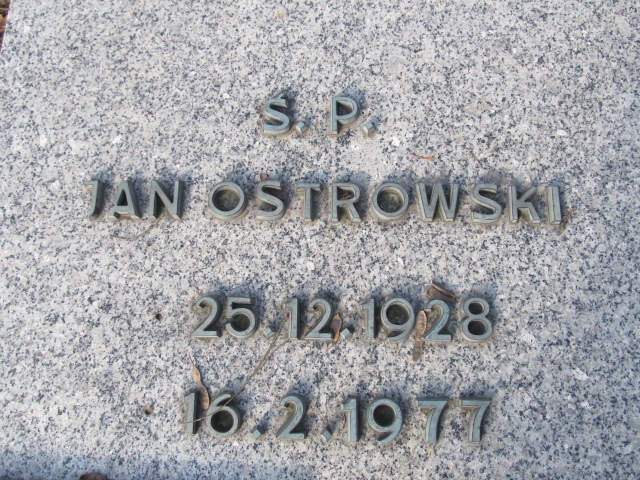 Ś. P.
JAN OSTROWSKI
25.12.1928
16.2.1977